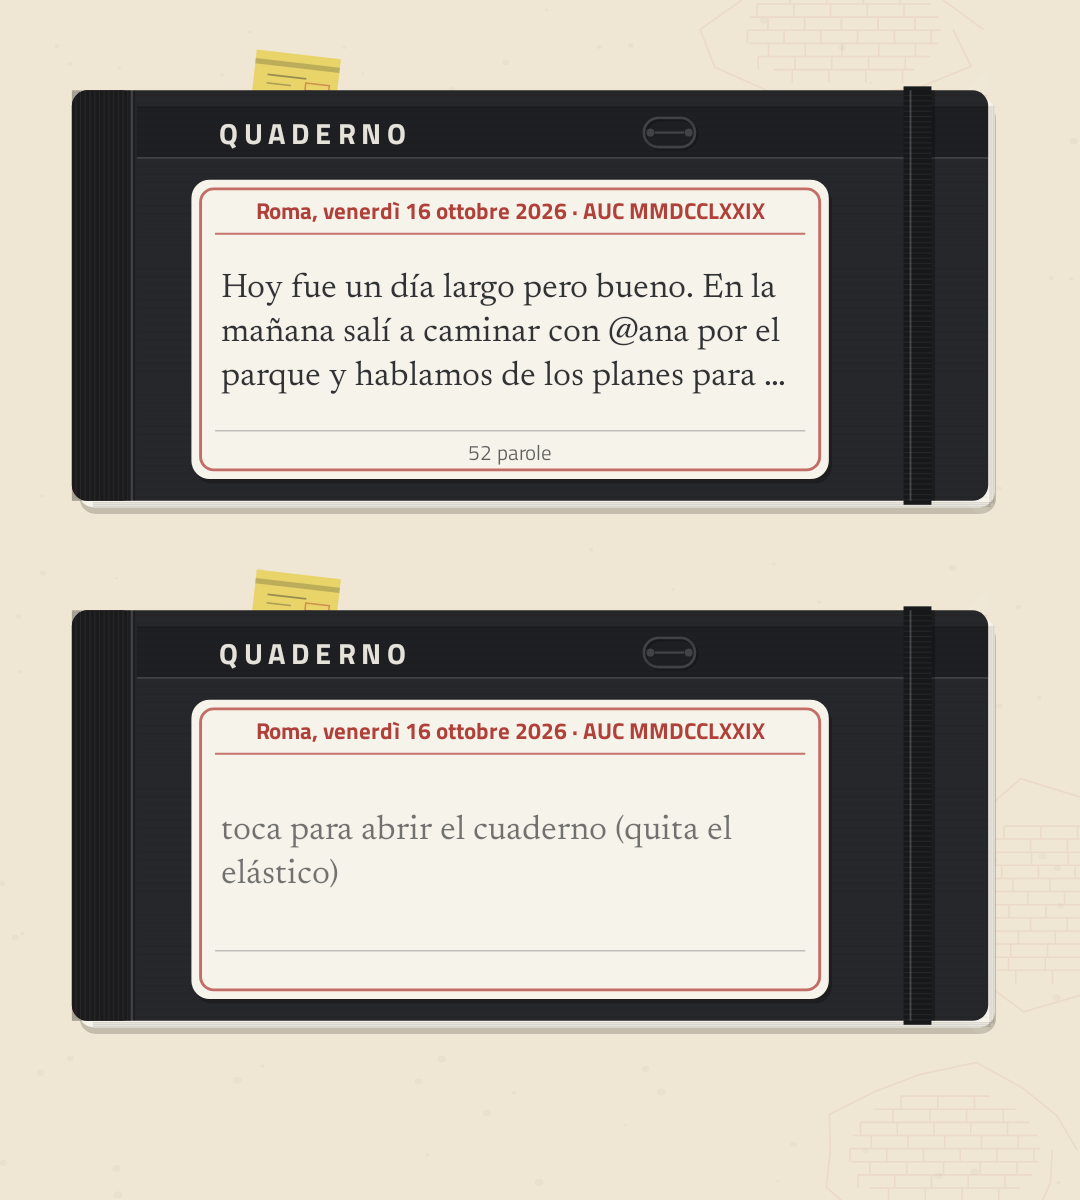 QUADERNO
Roma, venerdì 16 ottobre 2026 · AUC MMDCCLXXIX
Hoy fue un día largo pero bueno. En la
mañana salí a caminar con @ana por el
parque y hablamos de los planes para ...
52 parole
QUADERNO
Roma, venerdì 16 ottobre 2026 · AUC MMDCCLXXIX
toca para abrir el cuaderno (quita el
elástico)